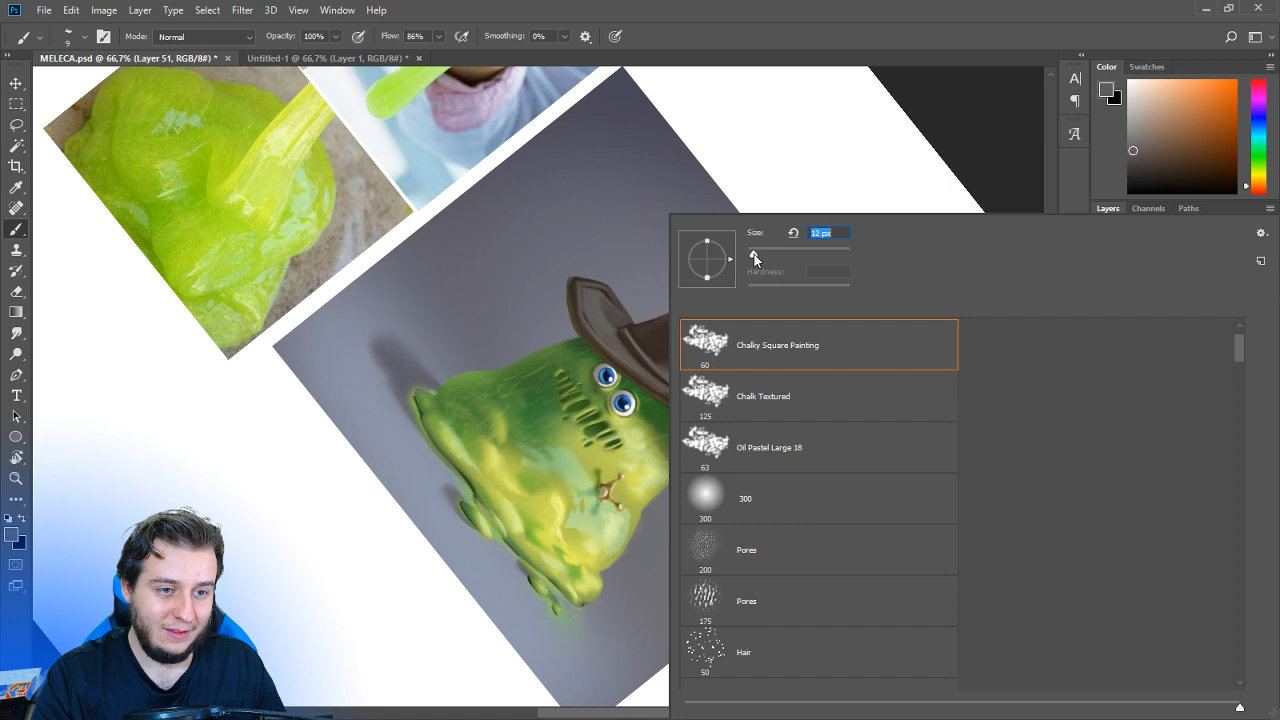 Ps File Edit Image Layer Type Select Filter 3D View Window Help
9 Mode: Normal Opacity: 100% Flow: 86% Smoothing: 0%
MELECA.psd @ 66,7% (Layer 51, RGB/8#) * × Untitled-1 @ 66,7% (Layer 1, RGB/8#) * ×
Color Swatches
Layers Channels Paths
Size: 12 px
Hardness:
Chalky Square Painting
60
Chalk Textured
125
Oil Pastel Large 18
63
300
300
Pores
200
Pores
175
Hair
50